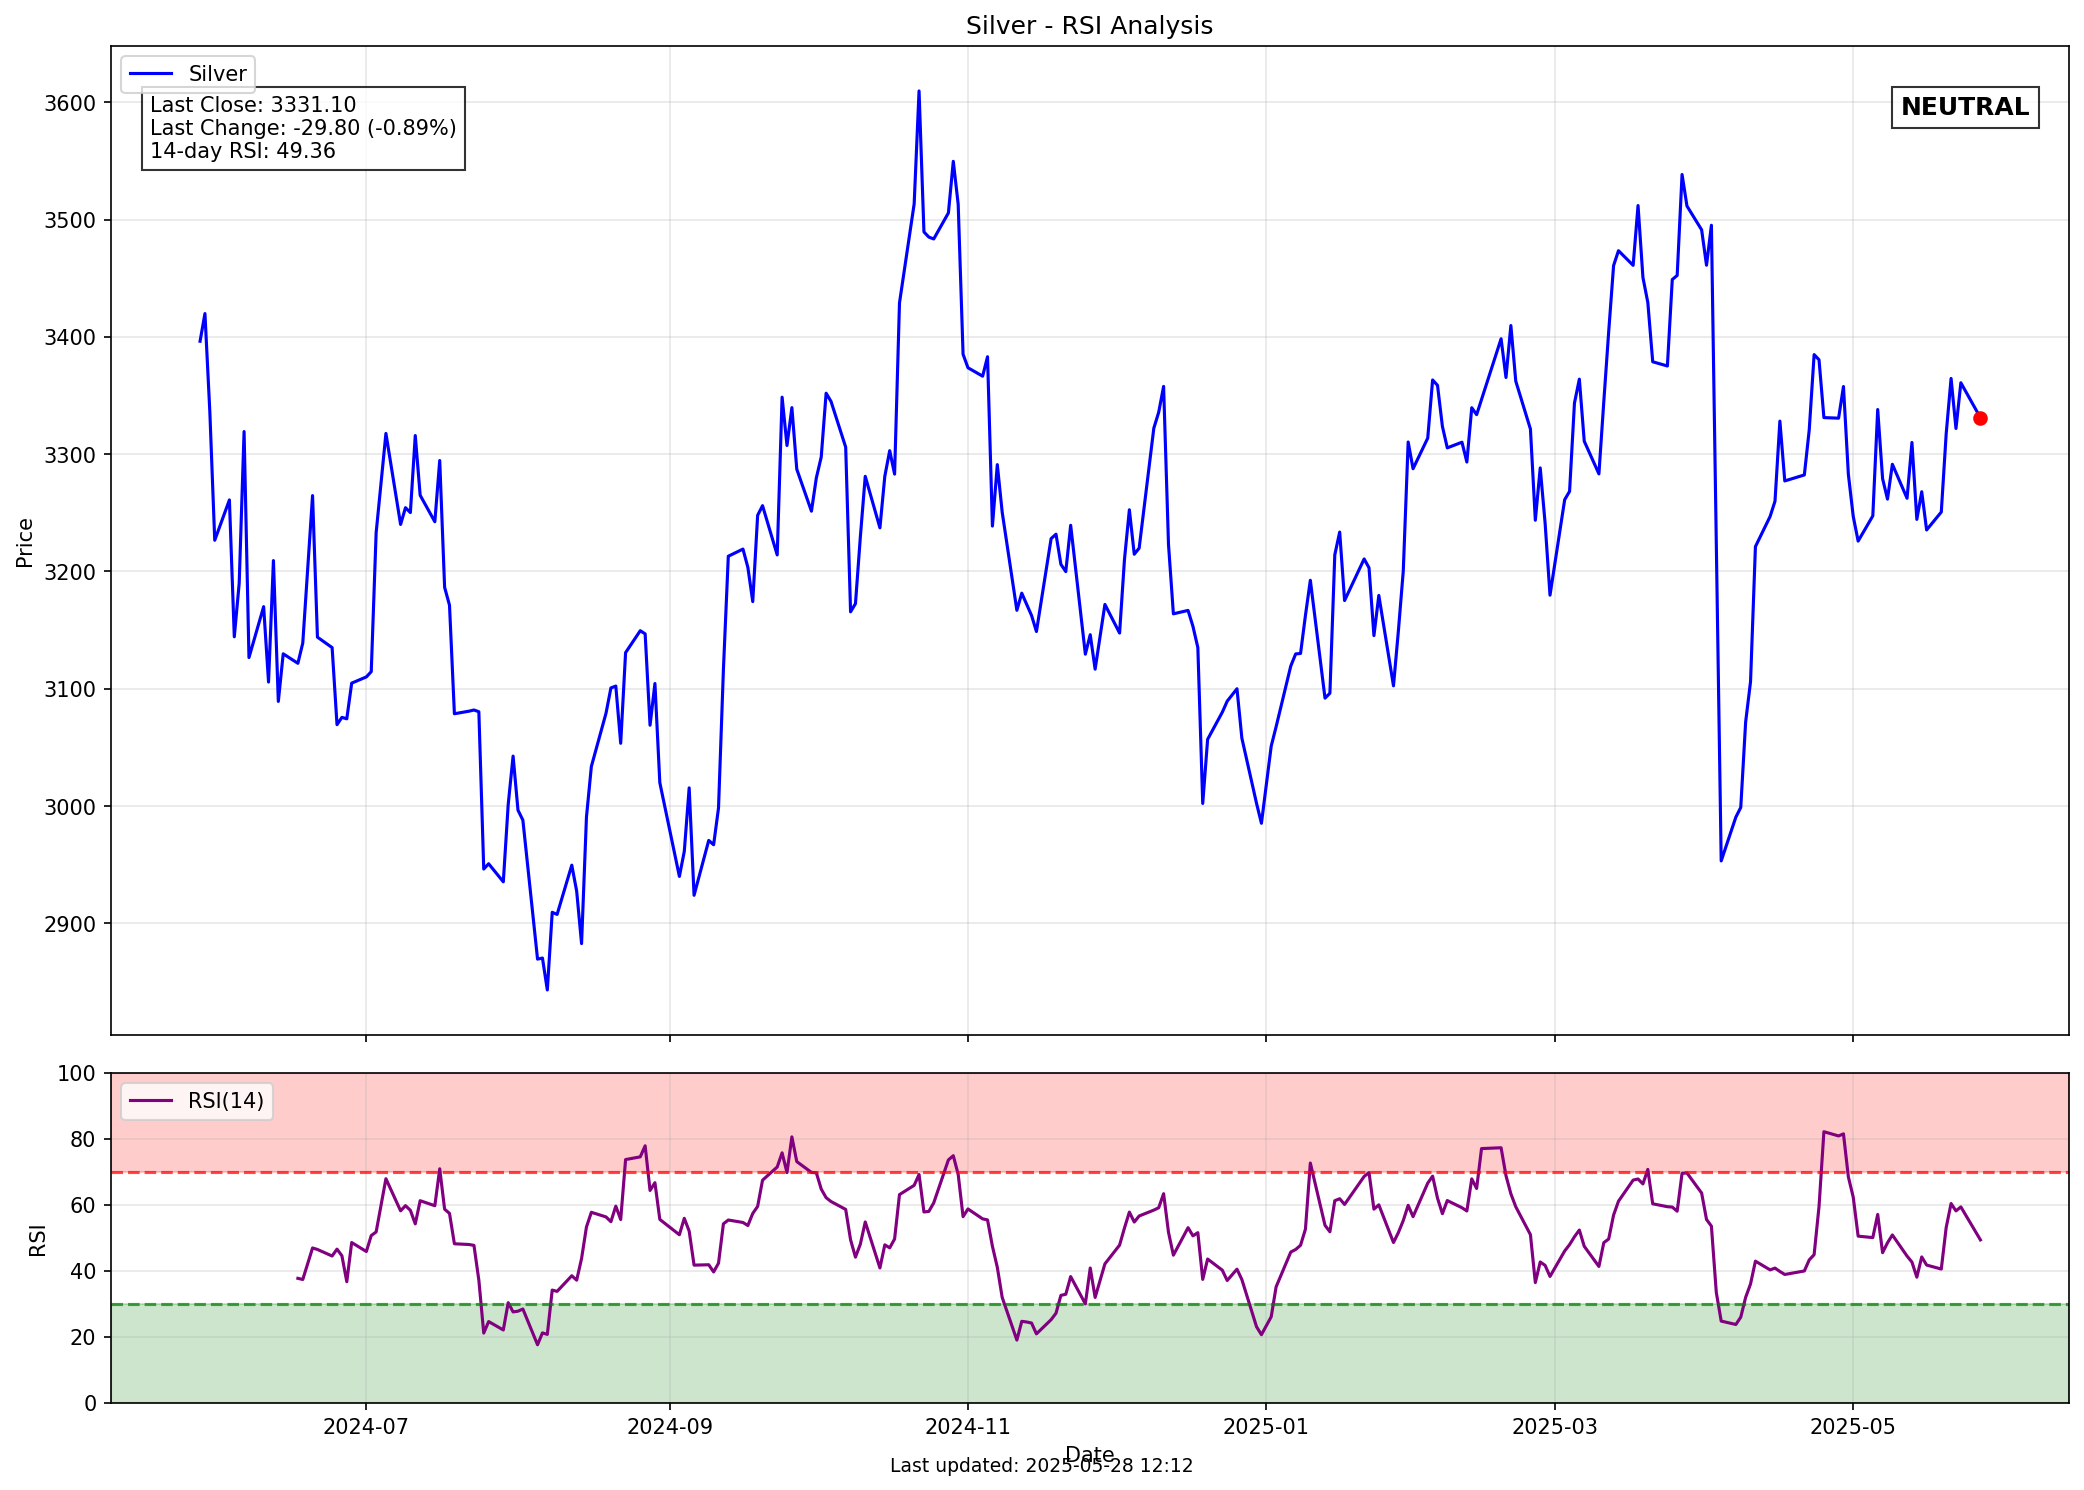 Silver - RSI Analysis
Silver
Last Close: 3331.10
Last Change: -29.80 (-0.89%)
14-day RSI: 49.36
NEUTRAL
Price
3600
3500
3400
3300
3200
3100
3000
2900
RSI(14)
RSI
100
80
60
40
20
0
2024-07
2024-09
2024-11
2025-01
2025-03
2025-05
Date
Last updated: 2025-05-28 12:12